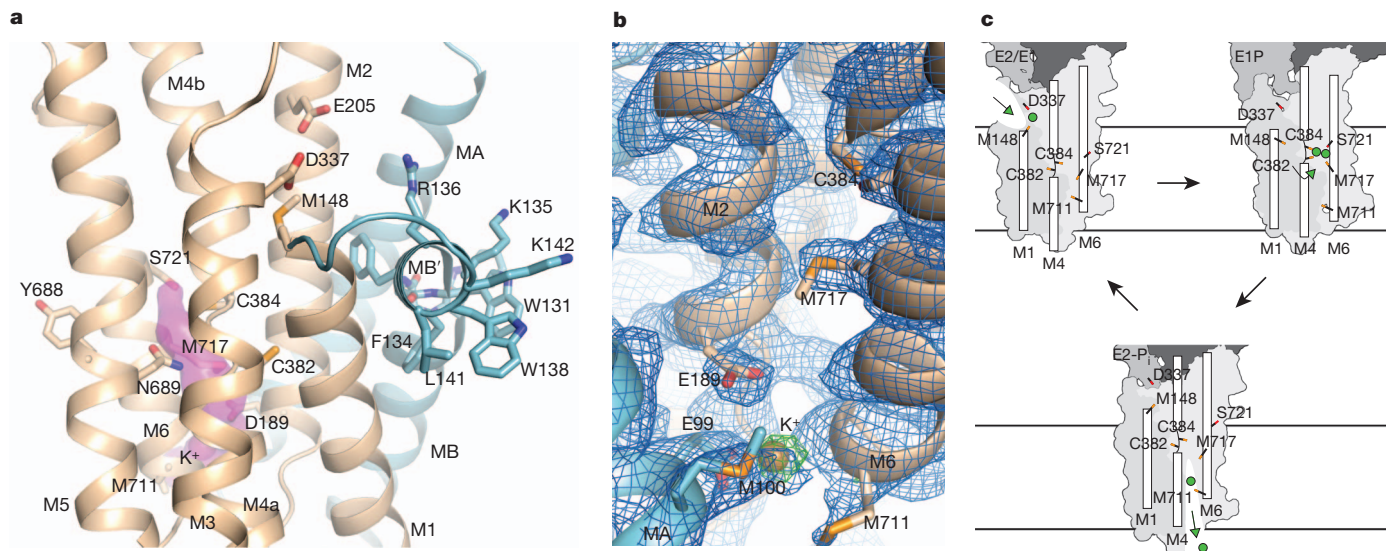 a
M4b
M2
E205
MA
D337
R136
M148
K135
K142
MB′
S721
Y688
C384
W131
M717
F134
C382
N689
L141
W138
D189
M6
K+
MB
M711
M5
M4a
M3
M1
b
C384
M2
M717
E189
E99
K+
M6
M100
M711
MA
c
E2/E
D337
M148
C384
S721
C382
M717
M711
M1
M6
M4
E1P
D337
M148
C384
S721
C382
M717
M711
M1
M4
M6
E2-Pi
D337
M148
S721
C384
C382
M717
M711
M1
M6
M4